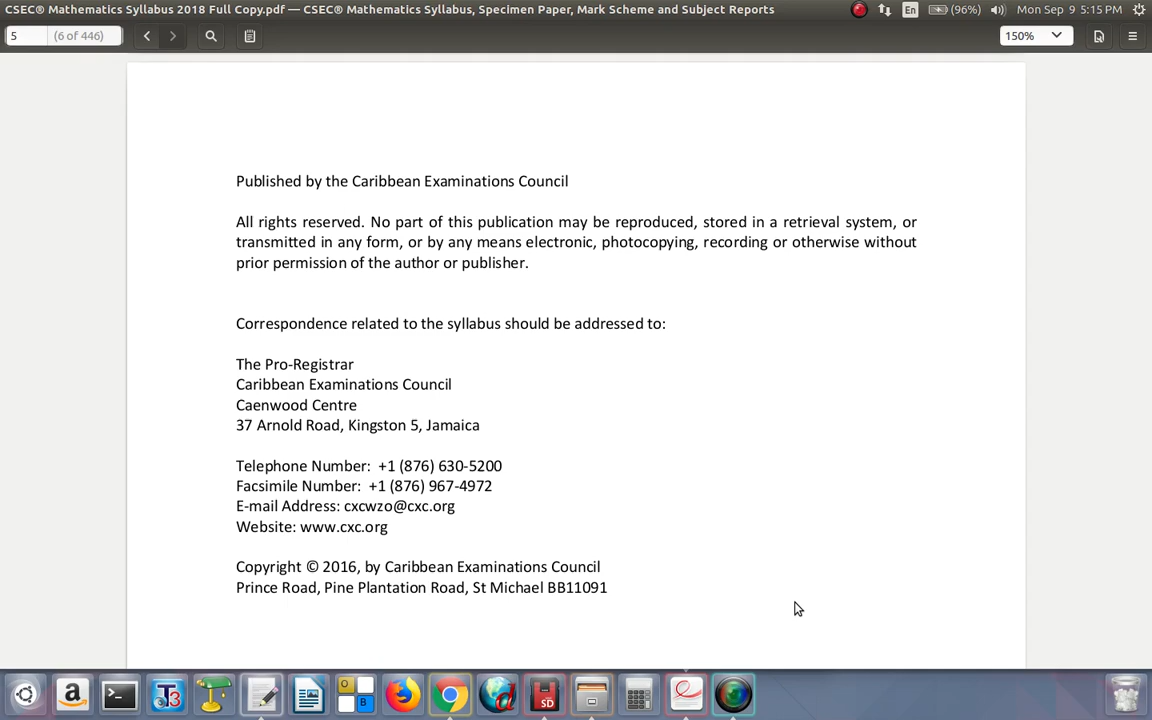 CSEC® Mathematics Syllabus 2018 Full Copy.pdf — CSEC® Mathematics Syllabus, Specimen Paper, Mark Scheme and Subject Reports
En (96%) Mon Sep 9 5:15 PM
5 (6 of 446) 150%
Published by the Caribbean Examinations Council
All rights reserved. No part of this publication may be reproduced, stored in a retrieval system, or
transmitted in any form, or by any means electronic, photocopying, recording or otherwise without
prior permission of the author or publisher.
Correspondence related to the syllabus should be addressed to:
The Pro-Registrar
Caribbean Examinations Council
Caenwood Centre
37 Arnold Road, Kingston 5, Jamaica
Telephone Number: +1 (876) 630-5200
Facsimile Number: +1 (876) 967-4972
E-mail Address: cxcwzo@cxc.org
Website: www.cxc.org
Copyright © 2016, by Caribbean Examinations Council
Prince Road, Pine Plantation Road, St Michael BB11091
a >_ T3 O B d SD